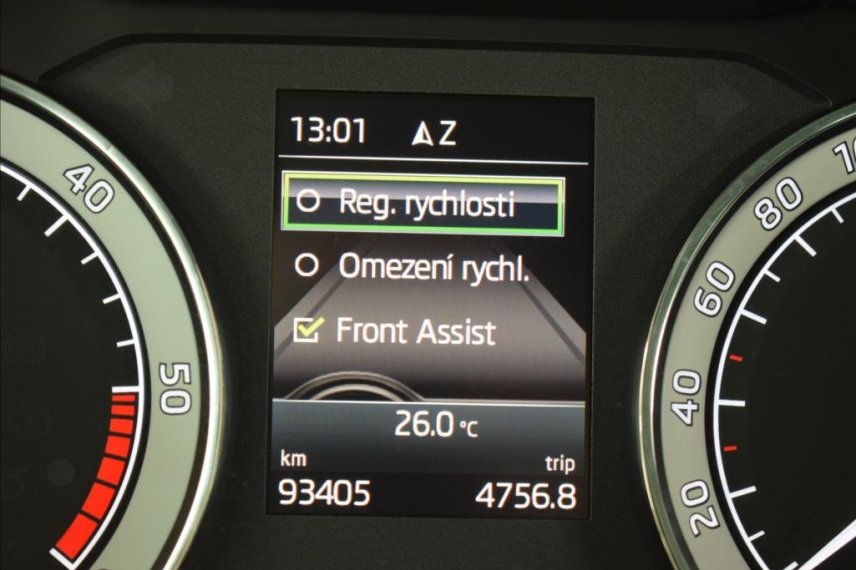 13:01 Z
Reg. rychlosti
Omezení rychl.
Front Assist
26.0 °C
km trip
93405 4756.8
40
50
80
60
40
20